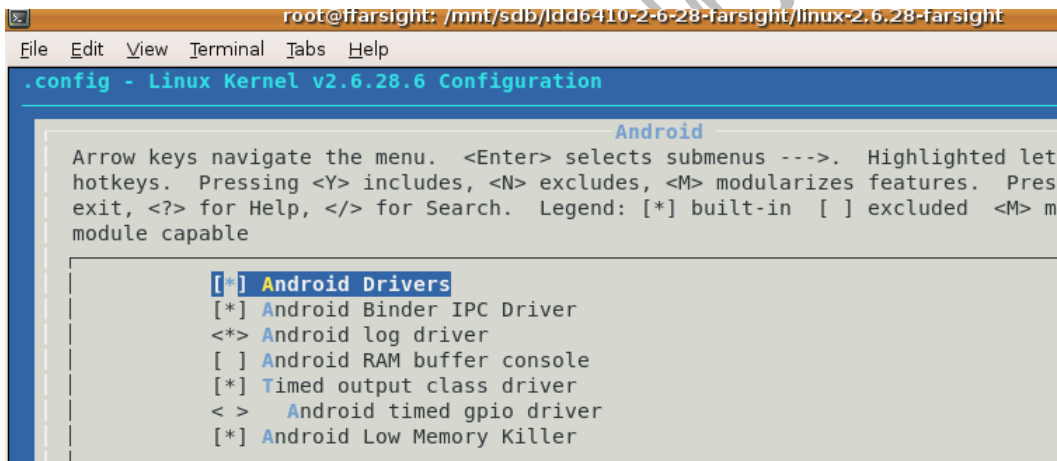 root@ffarsight: /mnt/sdb/ldd6410-2-6-28-farsight/linux-2.6.28-farsight
File Edit View Terminal Tabs Help
.config - Linux Kernel v2.6.28.6 Configuration
Android
Arrow keys navigate the menu. <Enter> selects submenus --->. Highlighted let
hotkeys. Pressing <Y> includes, <N> excludes, <M> modularizes features. Pres
exit, <?> for Help, </> for Search. Legend: [*] built-in [ ] excluded <M> m
module capable
[*] Android Drivers
[*] Android Binder IPC Driver
<*> Android log driver
[ ] Android RAM buffer console
[*] Timed output class driver
< > Android timed gpio driver
[*] Android Low Memory Killer